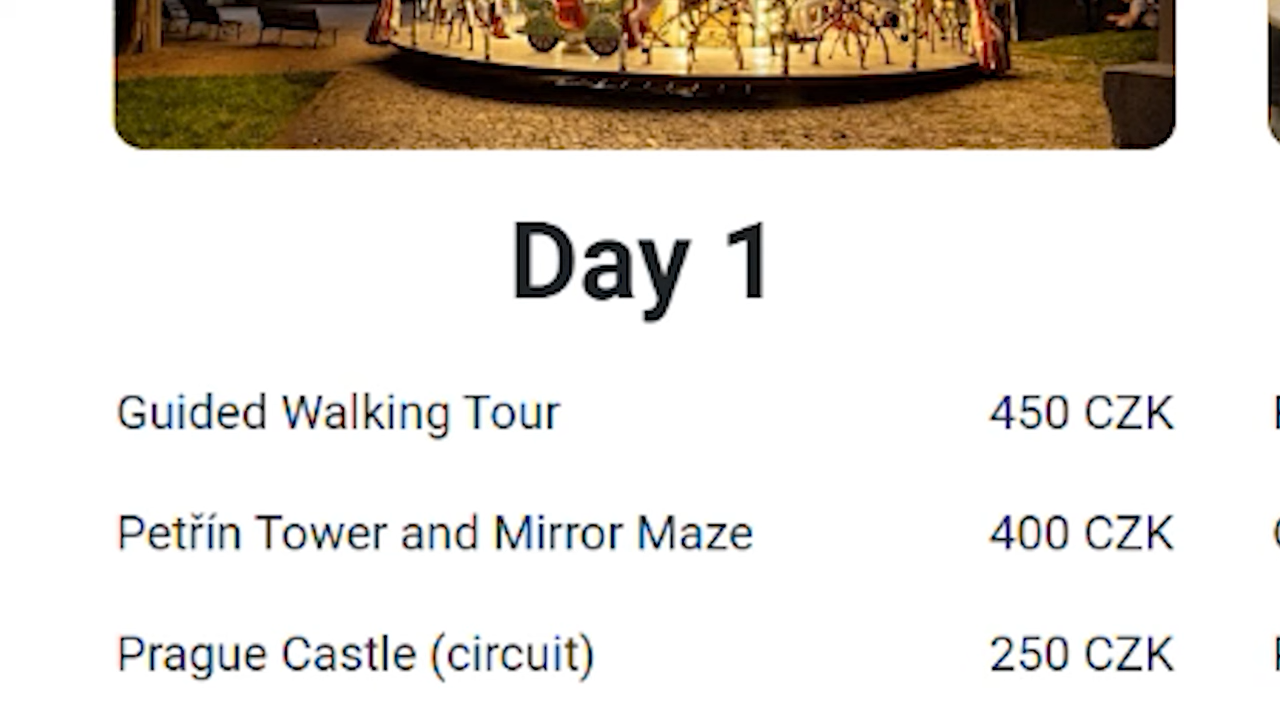 Day 1
Guided Walking Tour 450 CZK
Petřín Tower and Mirror Maze 400 CZK
Prague Castle (circuit) 250 CZK